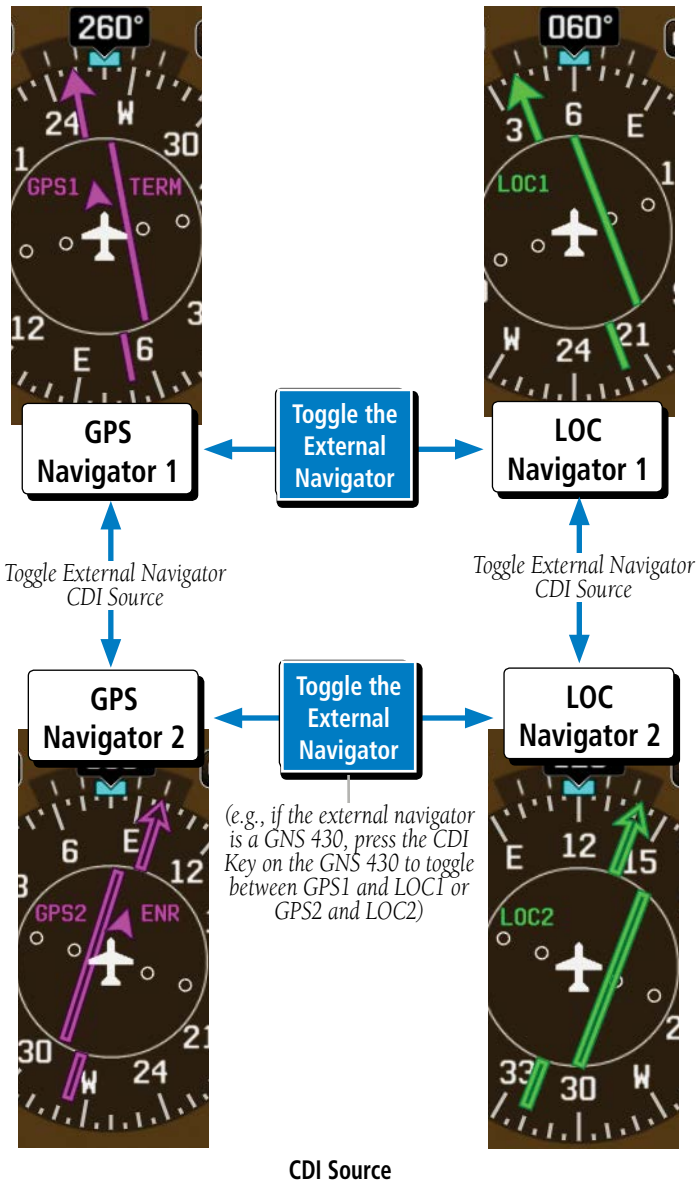 260°
24
W
30
1
GPS1
TERM
12
E
6
3
060°
3
6
E
1
LOC1
W
24
21
GPS
Navigator 1
Toggle the
External
Navigator
LOC
Navigator 1
Toggle External Navigator
CDI Source
Toggle External Navigator
CDI Source
GPS
Navigator 2
Toggle the
External
Navigator
LOC
Navigator 2
(e.g., if the external navigator
is a GNS 430, press the CDI
Key on the GNS 430 to toggle
between GPS1 and LOC1 or
GPS2 and LOC2)
6
E
12
3
GPS2
ENR
30
W
24
21
E
12
15
LOC2
33
30
W
2
CDI Source